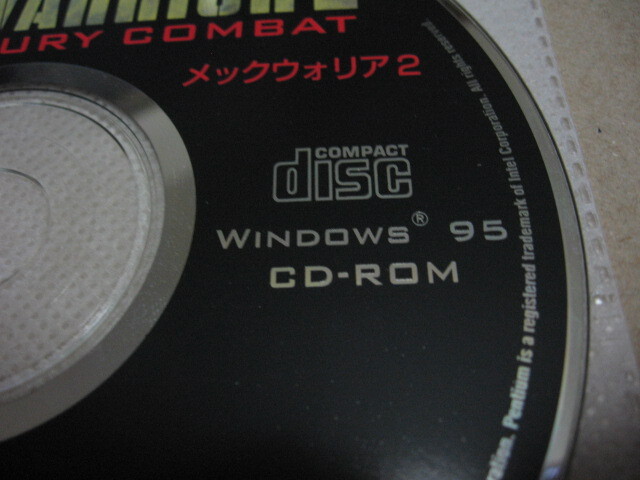 URY COMBAT
メックウォリア2
COMPACT
disc
WINDOWS® 95
CD-ROM
oration. Pentium is a registered trademark of Intel Corporation. All rights reserved.